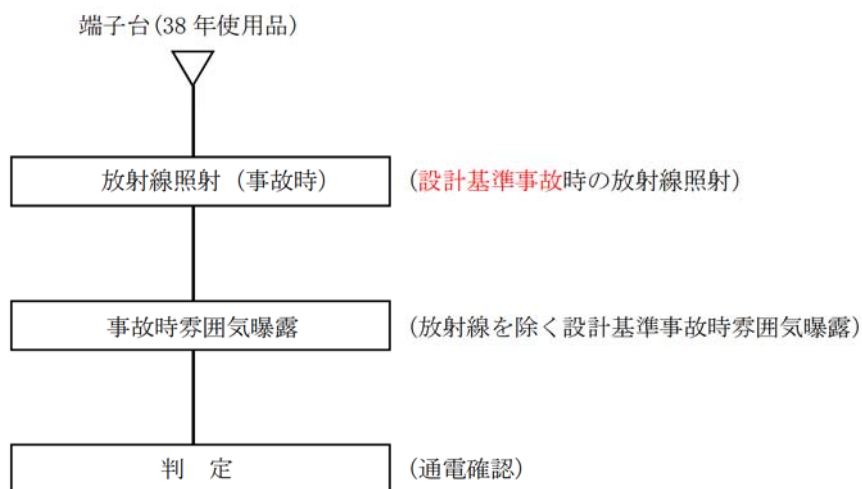 端子台(38 年使用品)
放射線照射（事故時） (設計基準事故時の放射線照射)
事故時雰囲気曝露 (放射線を除く設計基準事故時雰囲気曝露)
判　定 (通電確認)